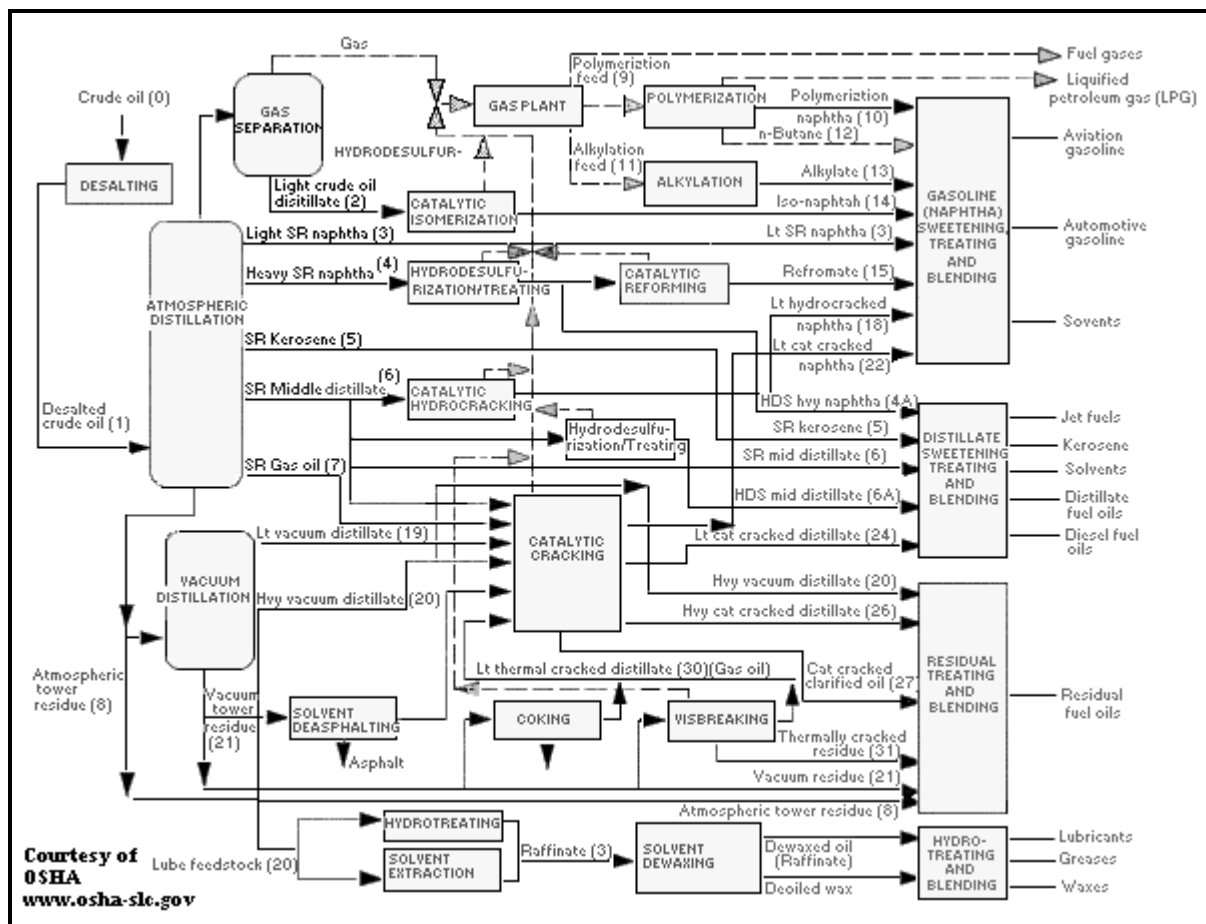 Gas
Fuel gases
Polymeriztion
feed (9)
Liquified
petroleum gas (LPG)
Crude oil (0)
GAS
SEPARATION
GAS PLANT
POLYMERIZATION
Polymeriztion
naphtha (10)
n-Butane (12)
Aviation
gasoline
HYDRODESULFUR-
Alkylation
feed (11)
DESALTING
ALKYLATION
Alkylate (13)
Light crude oil
disitillate (2)
CATALYTIC
ISOMERIZATION
Iso-naphtah (14)
GASOLINE
(NAPHTHA)
SWEETENING,
TREATING
AND
BLENDING
Automotive
gasoline
Light SR naphtha (3)
Lt SR naphtha (3)
Heavy SR naphtha (4)
HYDRODESULFU-
RIZATION/TREATING
CATALYTIC
REFORMING
Refromate (15)
ATMOSPHERIC
DISTILLATION
Lt hydrocracked
naphtha (18)
Sovents
SR Kerosene (5)
Lt cat cracked
naphtha (22)
SR Middle distillate (6)
CATALYTIC
HYDROCRACKING
HDS hvy naphtha (4A)
Jet fuels
Desalted
crude oil (1)
Hydrodesulfu-
rization/Treating
SR kerosene (5)
DISTILLATE
SWEETENING
TREATING
AND
BLENDING
Kerosene
SR Gas oil (7)
SR mid distillate (6)
Solvents
HDS mid distillate (6A)
Distillate
fuel oils
Lt vacuum distillate (19)
CATALYTIC
CRACKING
Lt cat cracked distillate (24)
Diesel fuel
oils
VACUUM
DISTILLATION
Hvy vacuum distillate (20)
Hvy vacuum distillate (20)
Hvy cat cracked distillate (26)
Atmospheric
tower
residue (8)
Lt thermal cracked distillate (30)(Gas oil)
Cat cracked
clarified oil (27)
RESIDUAL
TREATING
AND
BLENDING
Residual
fuel oils
Vacuum
tower
residue
(21)
SOLVENT
DEASPHALTING
COKING
VISBREAKING
Thermally cracked
residue (31)
Asphalt
Vacuum residue (21)
Atmospheric tower residue (8)
HYDROTREATING
Lube feedstock (20)
SOLVENT
EXTRACTION
Raffinate (3)
SOLVENT
DEWAXING
Dewaxed oil
(Raffinate)
Deoiled wax
HYDRO-
TREATING
AND
BLENDING
Lubricants
Greases
Waxes
Courtesy of
OSHA
www.osha-slc.gov